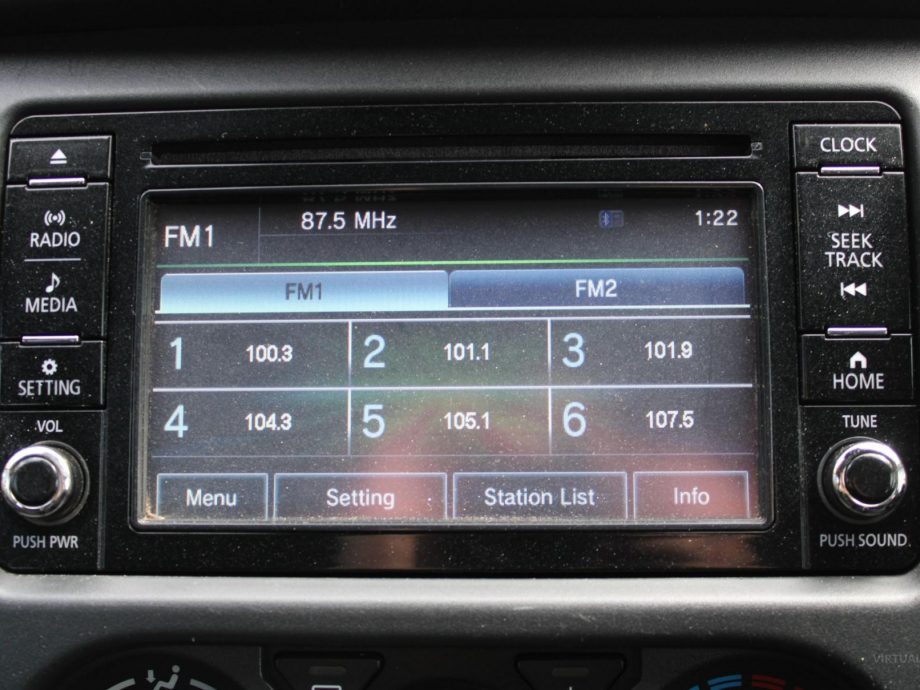 CLOCK
RADIO
MEDIA
SETTING
VOL
PUSH PWR
FM1 87.5 MHz 1:22
FM1 FM2
1 100.3 2 101.1 3 101.9
4 104.3 5 105.1 6 107.5
Menu Setting Station List Info
SEEK
TRACK
HOME
TUNE
PUSH SOUND
VIRTUAL